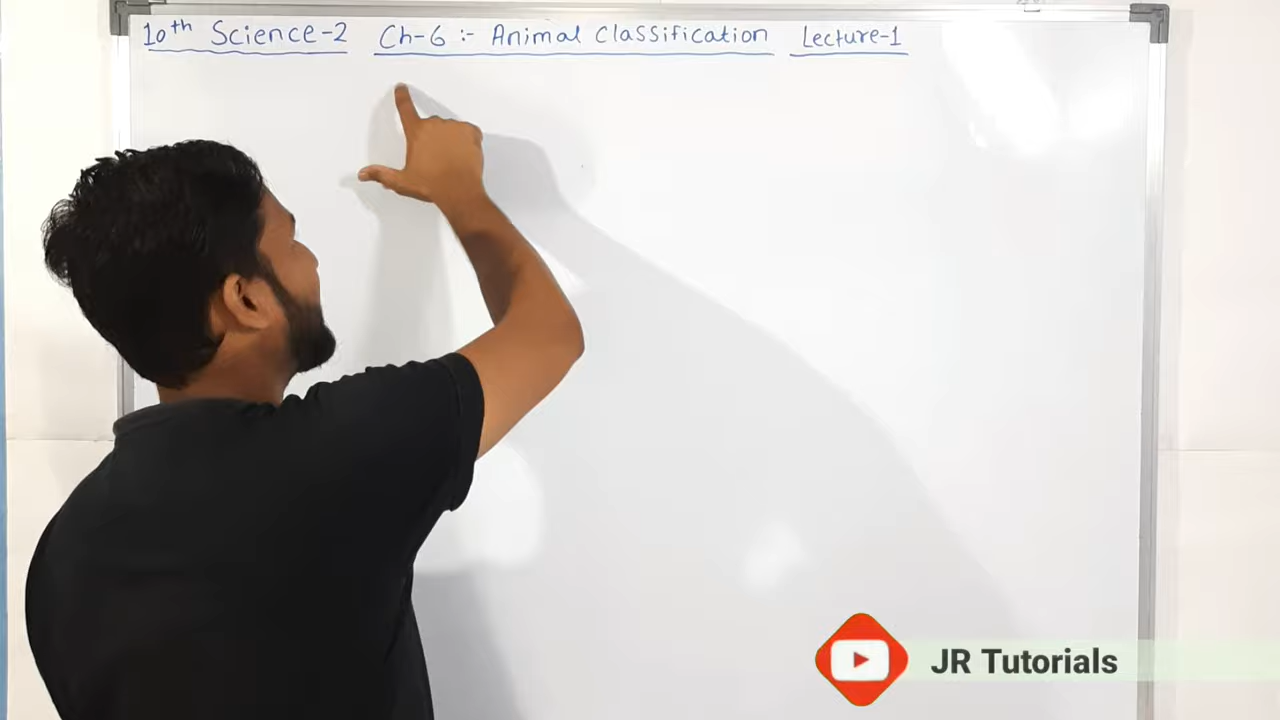 10th Science-2 Ch-6 :- Animal Classification Lecture-1
JR Tutorials